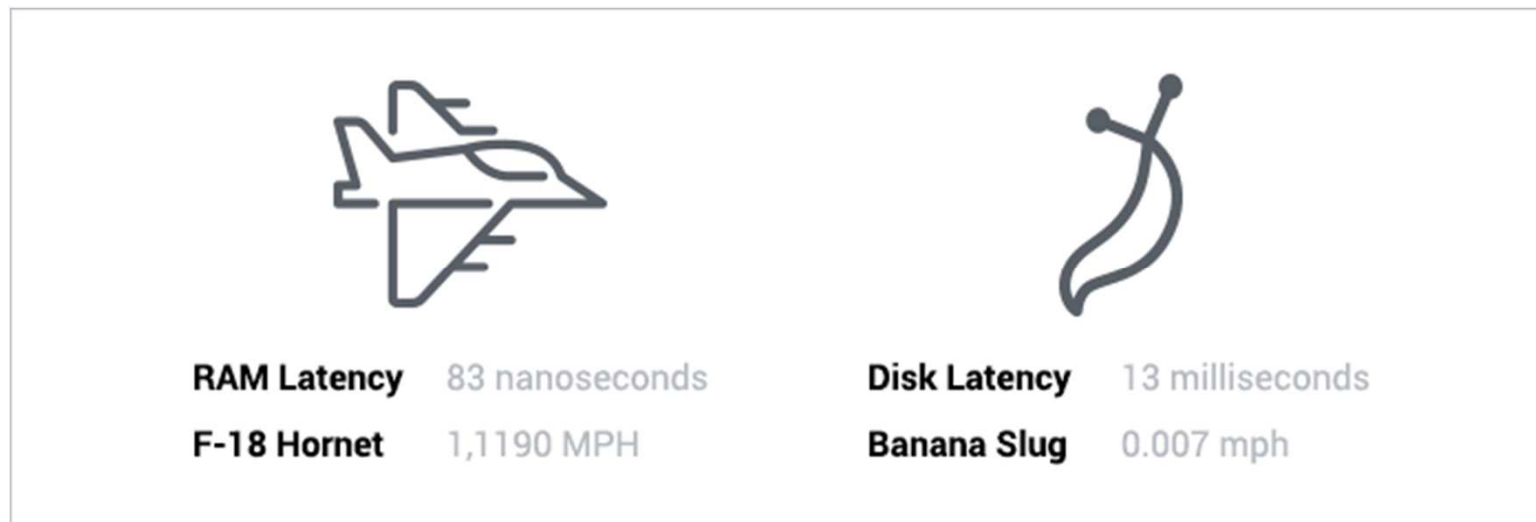 RAM Latency 83 nanoseconds
F-18 Hornet 1,1190 MPH
Disk Latency 13 milliseconds
Banana Slug 0.007 mph